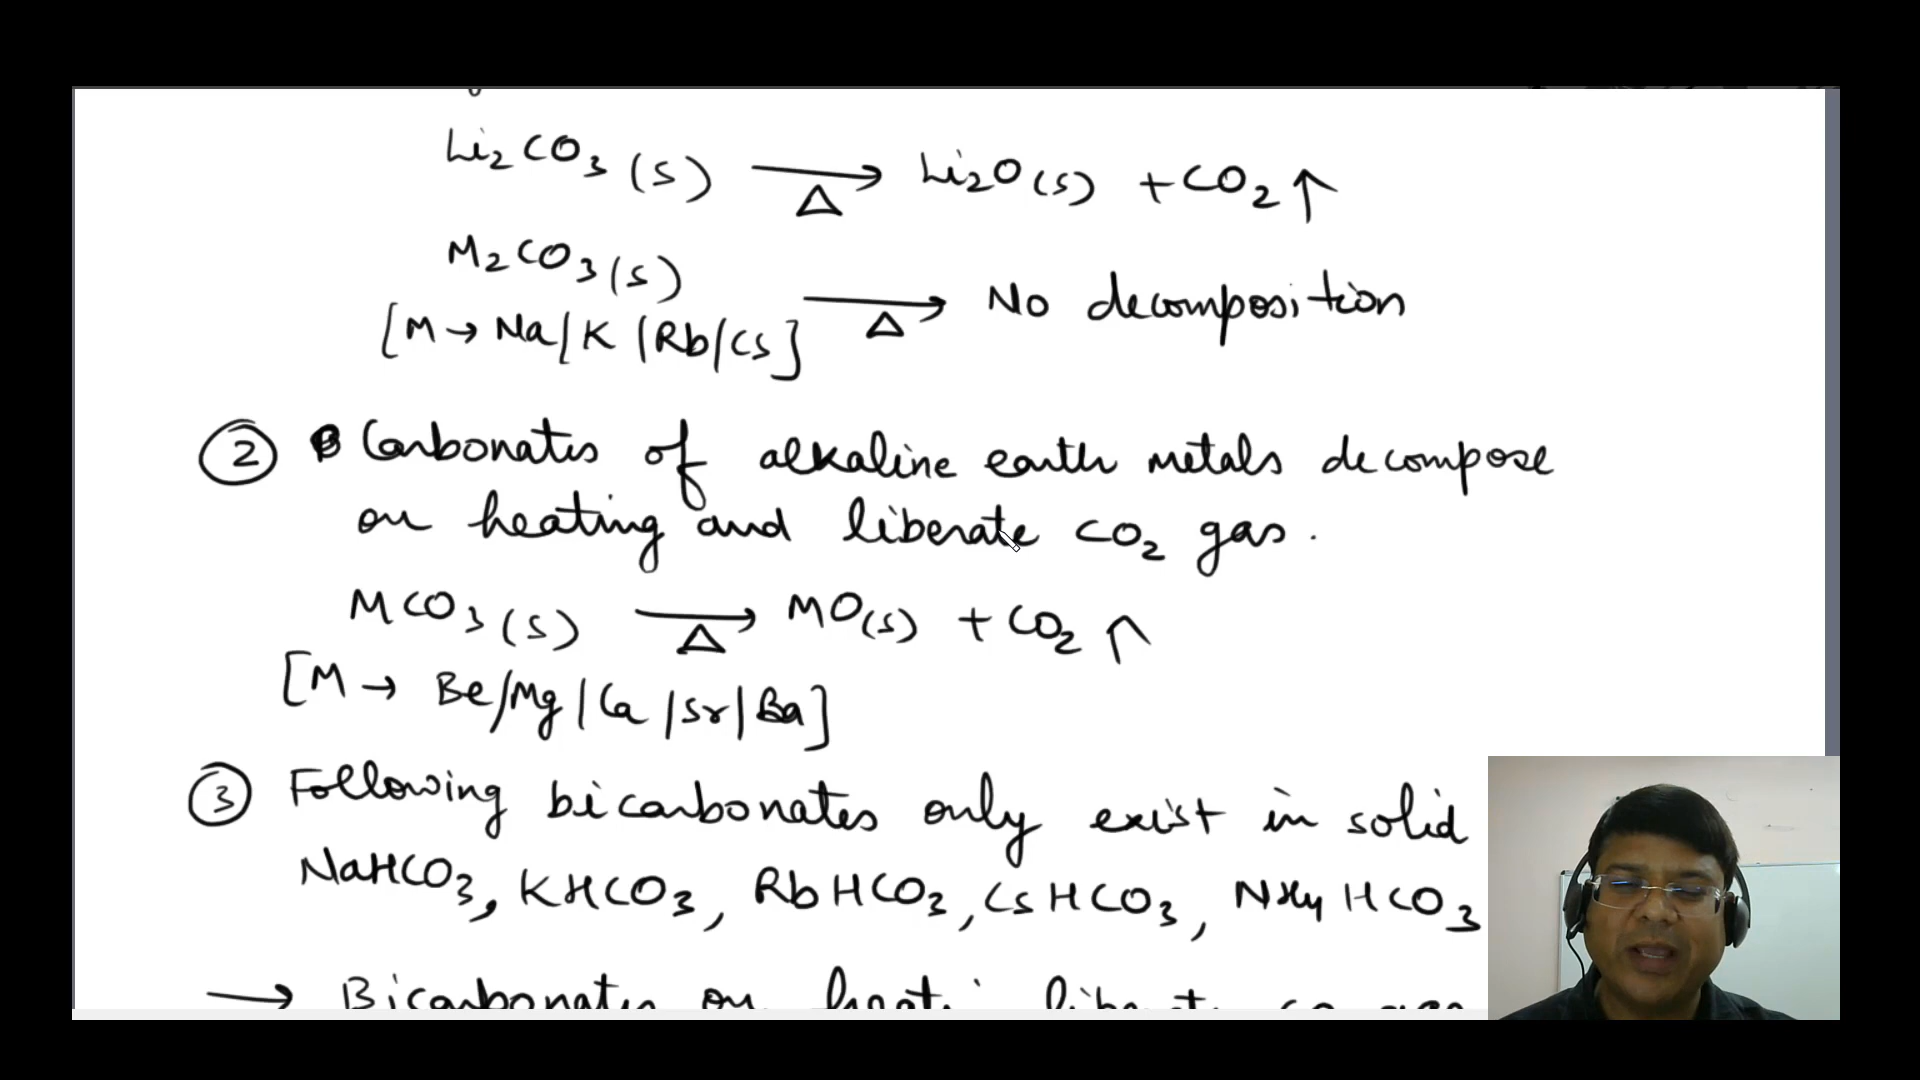 Li₂CO₃(s) →Δ Li₂O(s) + CO₂↑
M₂CO₃(s)
[M → Na/K/Rb/Cs] →Δ No decomposition
② Carbonates of alkaline earth metals decompose
on heating and liberate CO₂ gas.
MCO₃(s) →Δ MO(s) + CO₂↑
[M → Be/Mg/Ca/Sr/Ba]
③ Following bicarbonates only exist in solid
NaHCO₃, KHCO₃, RbHCO₃, CsHCO₃, NH₄HCO₃
→ Bicarbonates on